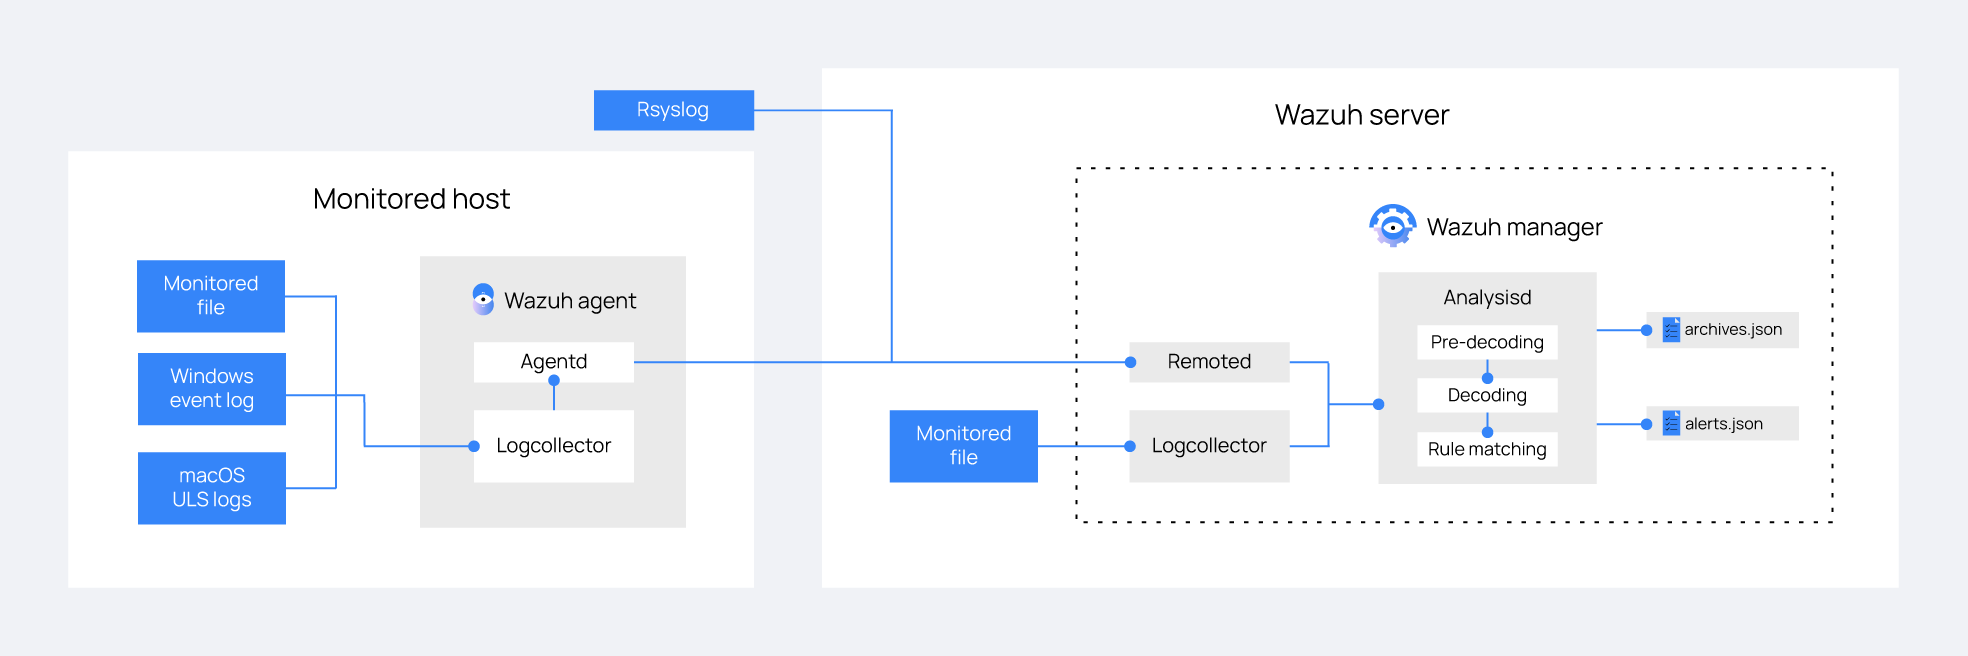 Rsyslog
Monitored host
Monitored
file
Windows
event log
macOS
ULS logs
Wazuh agent
Agentd
Logcollector
Wazuh server
Monitored
file
Wazuh manager
Remoted
Logcollector
Analysisd
Pre-decoding
Decoding
Rule matching
archives.json
alerts.json